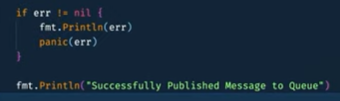 if err != nil {
    fmt.Println(err)
    panic(err)
}
fmt.Println("Successfully Published Message to Queue")